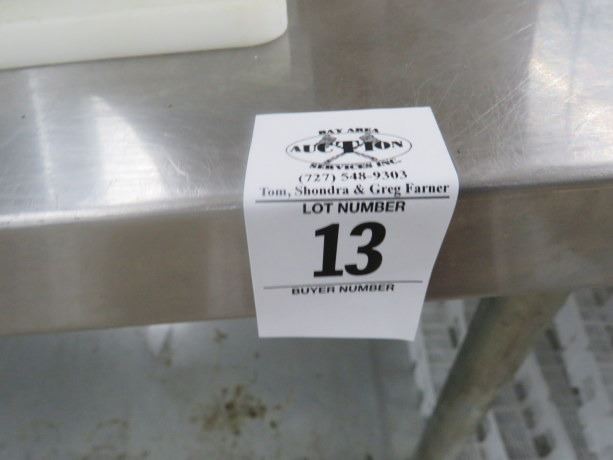 BAY AREA
AUCTION
SERVICES INC.
(727) 548-9303
Tom, Shondra & Greg Farner
LOT NUMBER
13
BUYER NUMBER